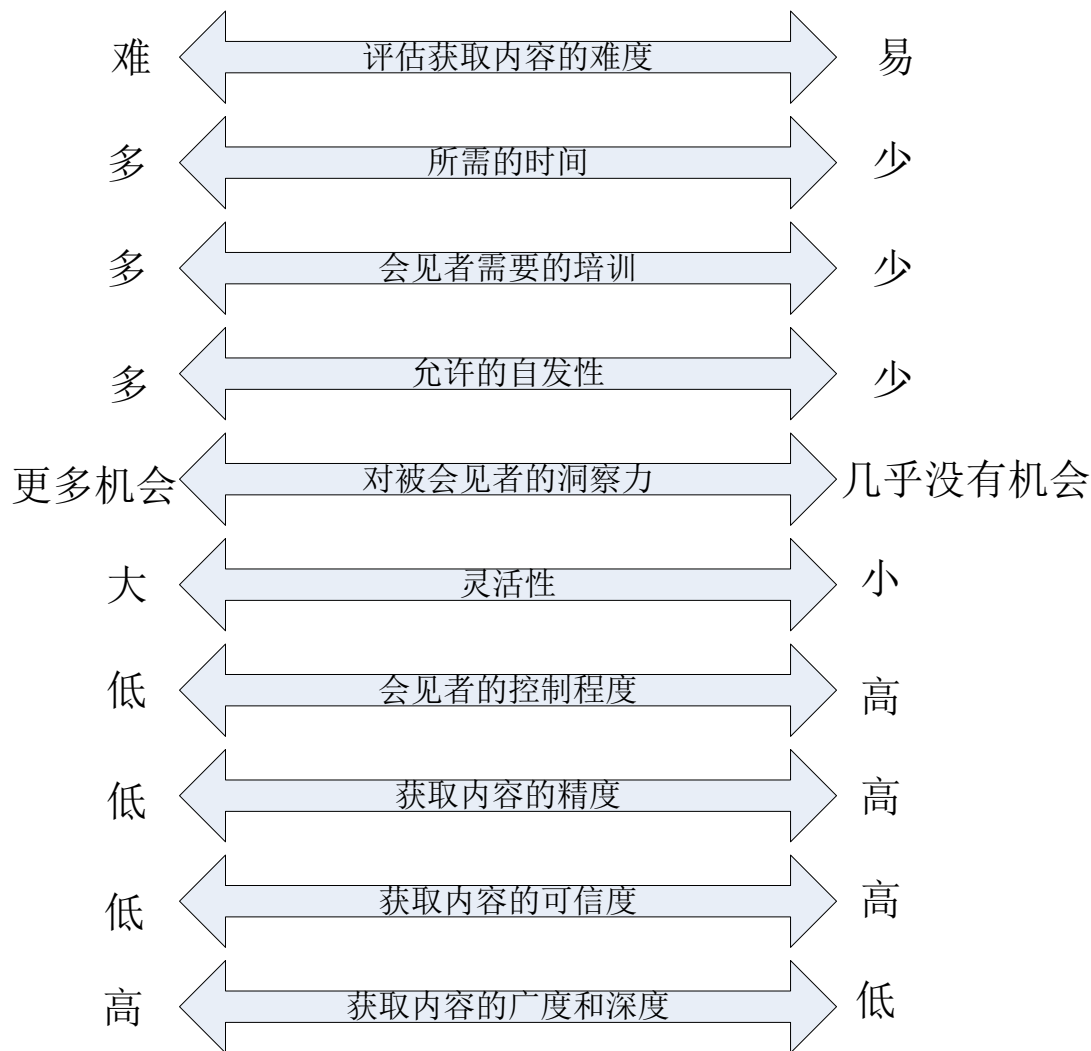 难 评估获取内容的难度 易
多 所需的时间 少
多 会见者需要的培训 少
多 允许的自发性 少
更多机会 对被会见者的洞察力 几乎没有机会
大 灵活性 小
低 会见者的控制程度 高
低 获取内容的精度 高
低 获取内容的可信度 高
高 获取内容的广度和深度 低